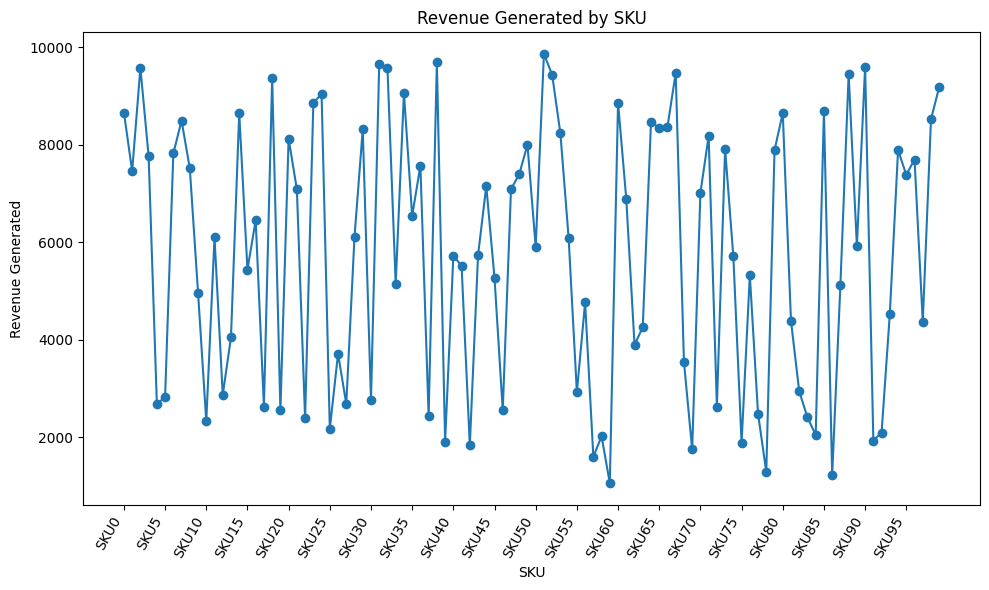 Revenue Generated by SKU
Revenue Generated
10000
8000
6000
4000
2000
SKU0
SKU5
SKU10
SKU15
SKU20
SKU25
SKU30
SKU35
SKU40
SKU45
SKU50
SKU55
SKU60
SKU65
SKU70
SKU75
SKU80
SKU85
SKU90
SKU95
SKU